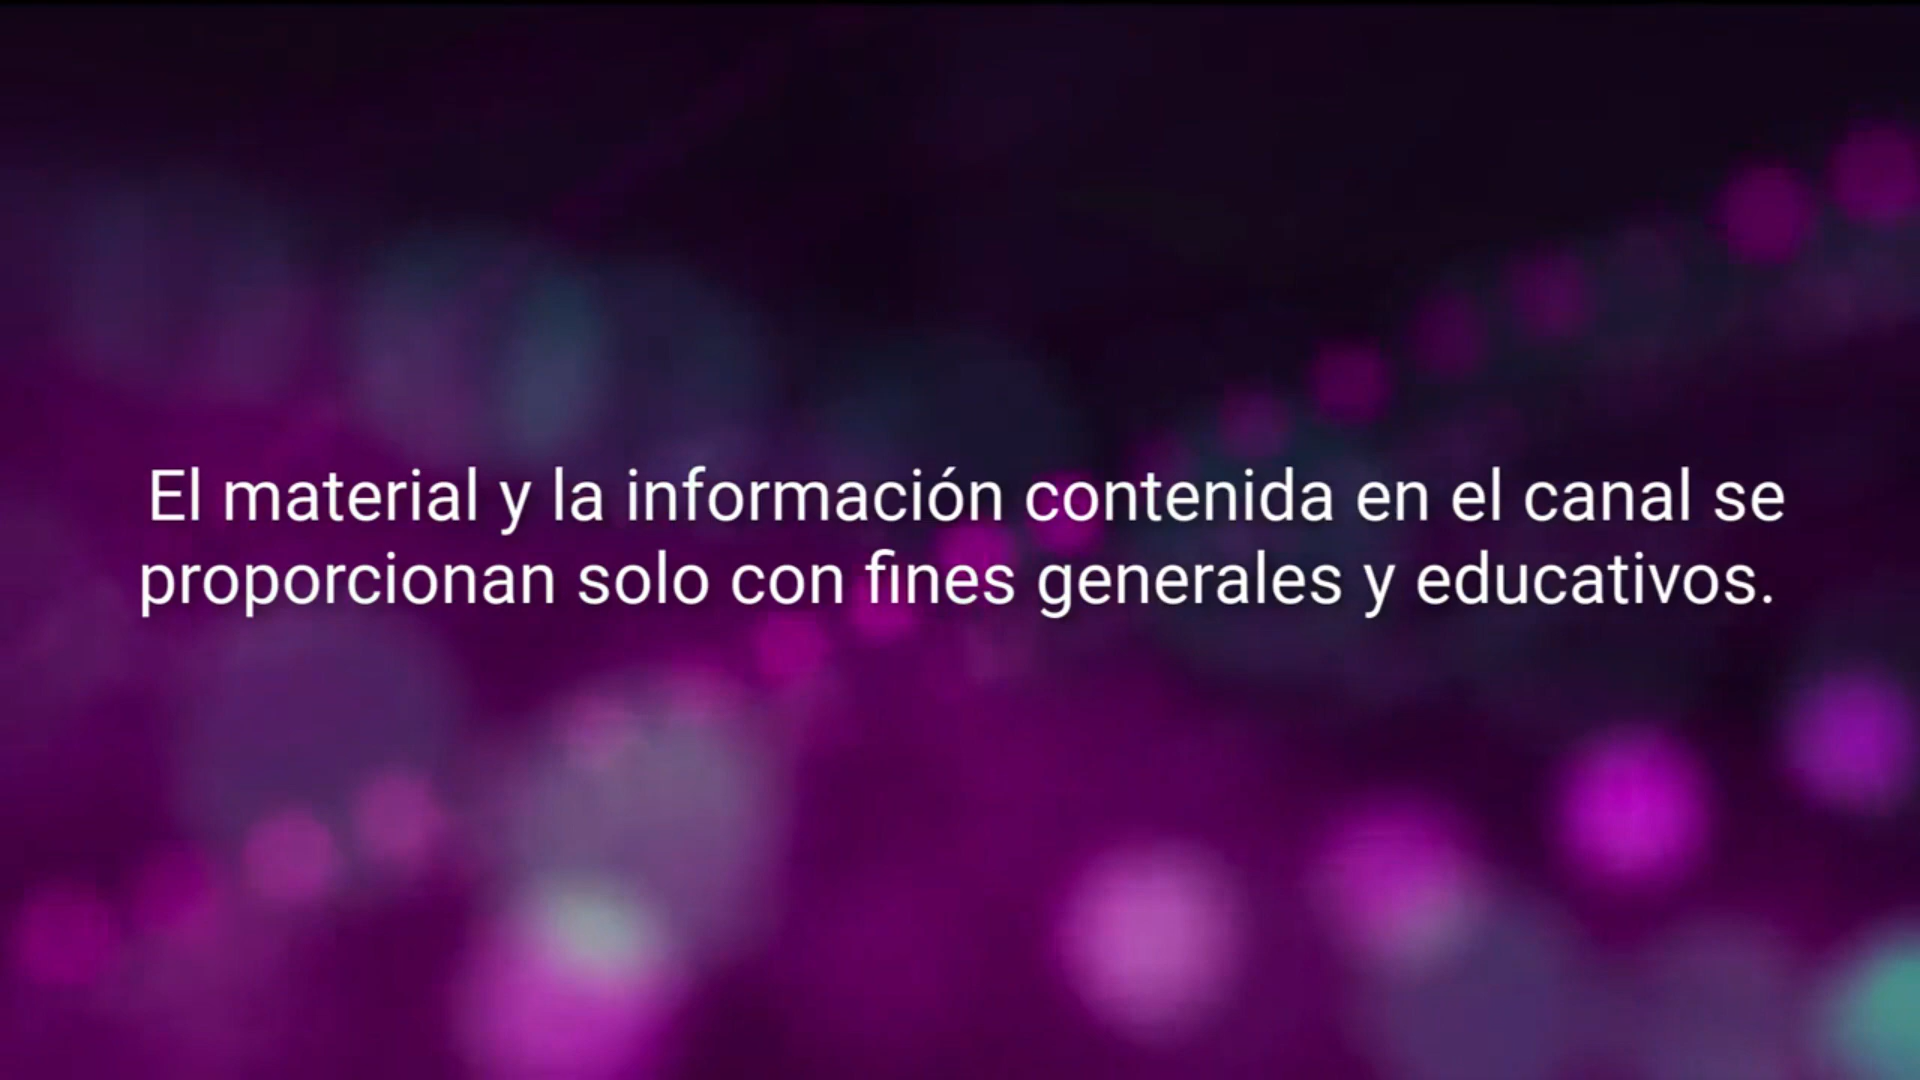 El material y la información contenida en el canal se
proporcionan solo con fines generales y educativos.